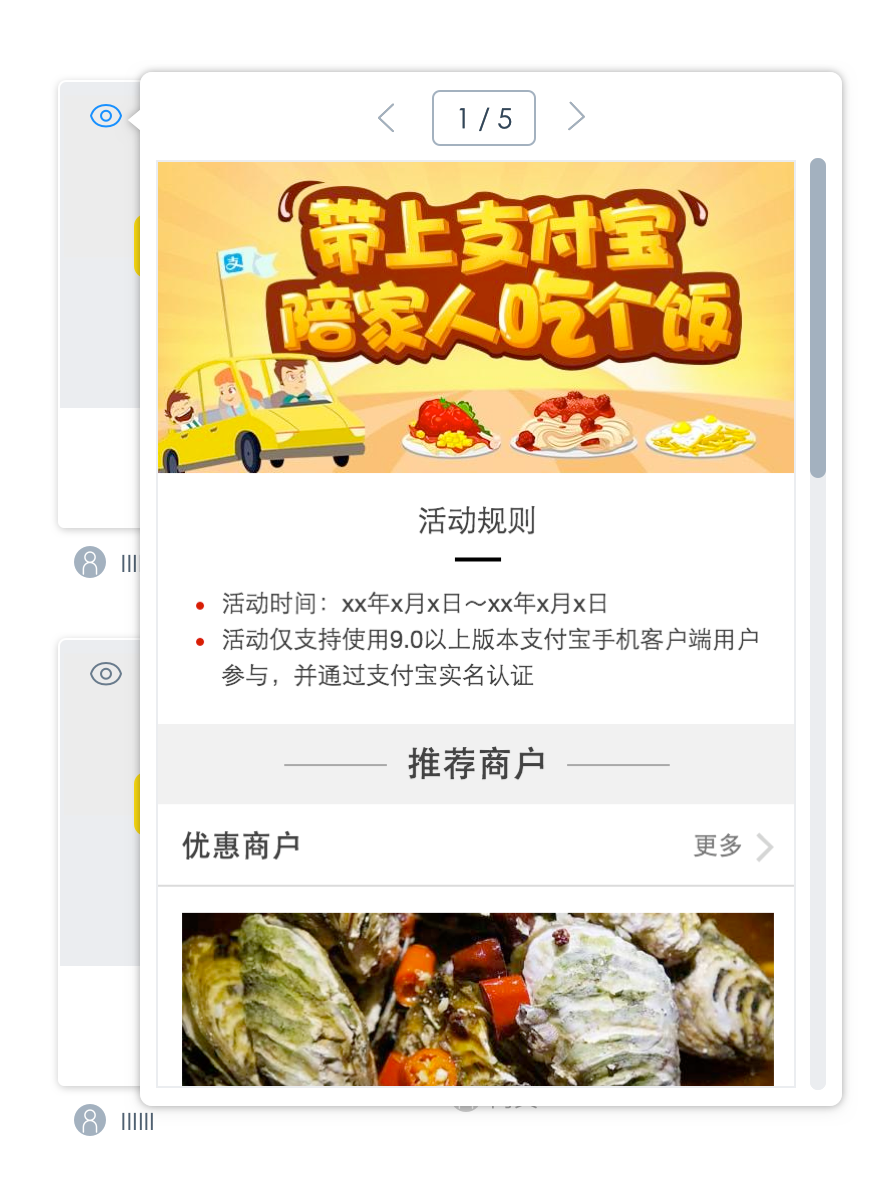 1 / 5
带上支付宝
支
陪家人吃个饭
活动规则
活动时间：xx年x月x日～xx年x月x日
活动仅支持使用9.0以上版本支付宝手机客户端用户
参与，并通过支付宝实名认证
推荐商户
优惠商户
更多